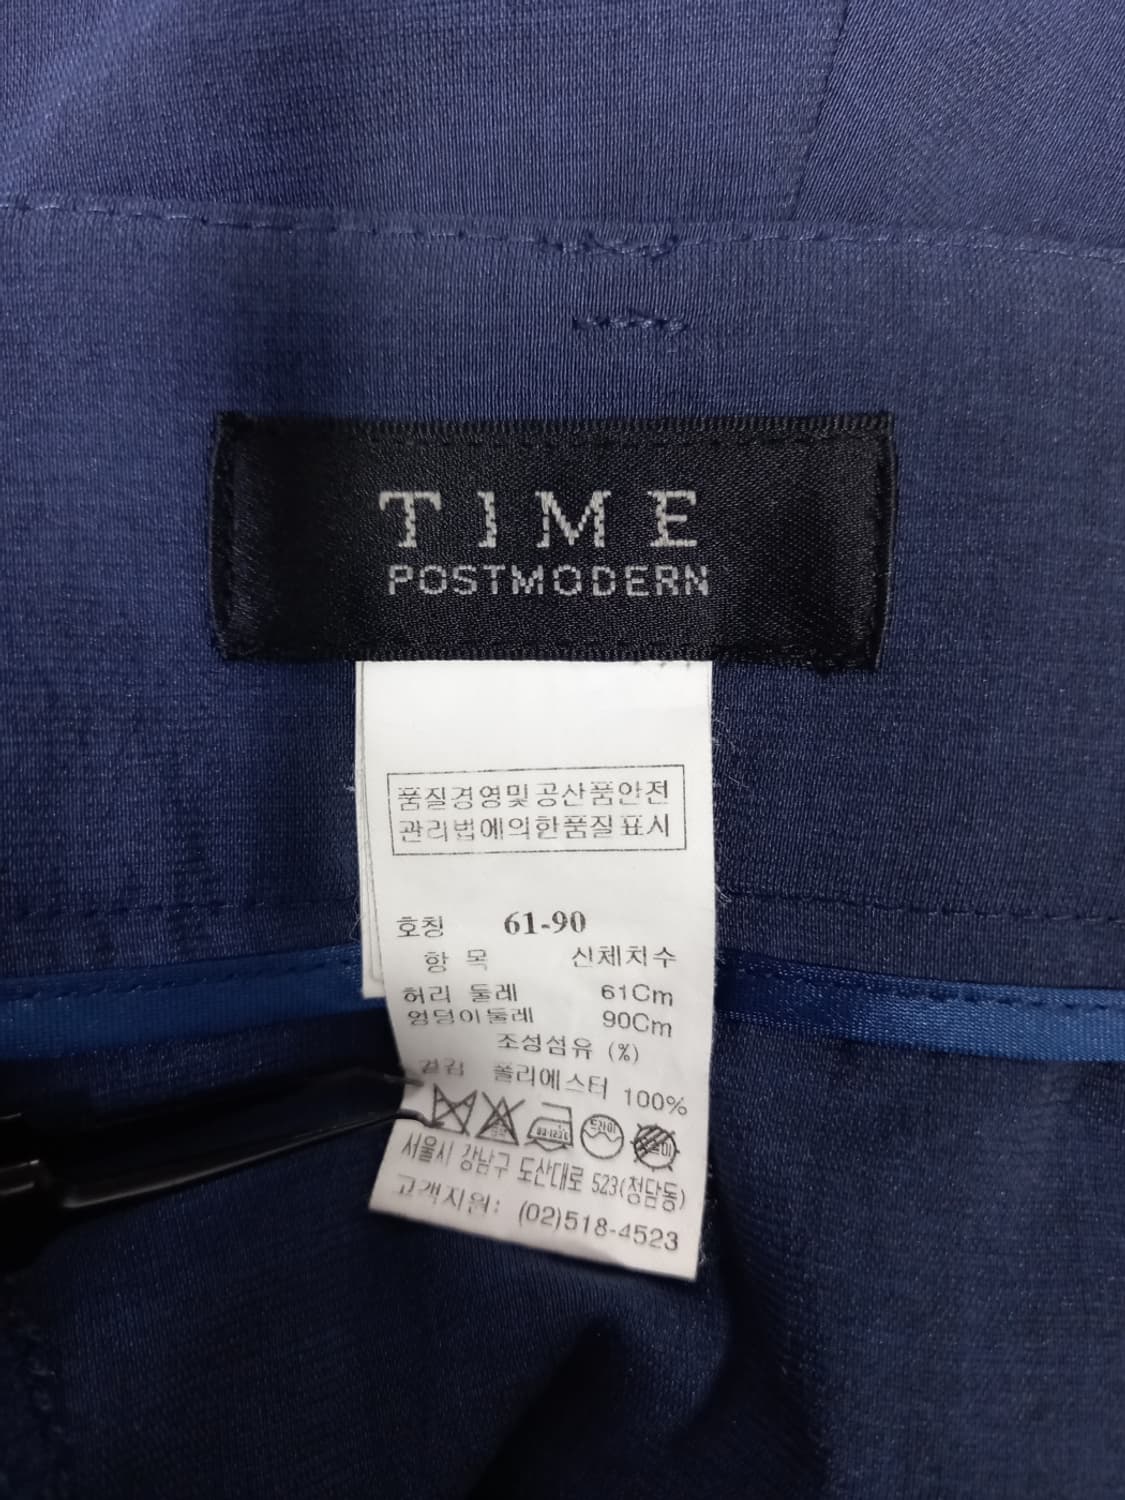 TIME
POSTMODERN
품질경영및공산품안전
관리법에의한품질표시
호칭 61-90
항 목 신체치수
허리 둘레 61Cm
엉덩이둘레 90Cm
조성섬유 (%)
겉감 폴리에스터 100%
드라이
서울시 강남구 도산대로 523(청담동)
고객지원: (02)518-4523